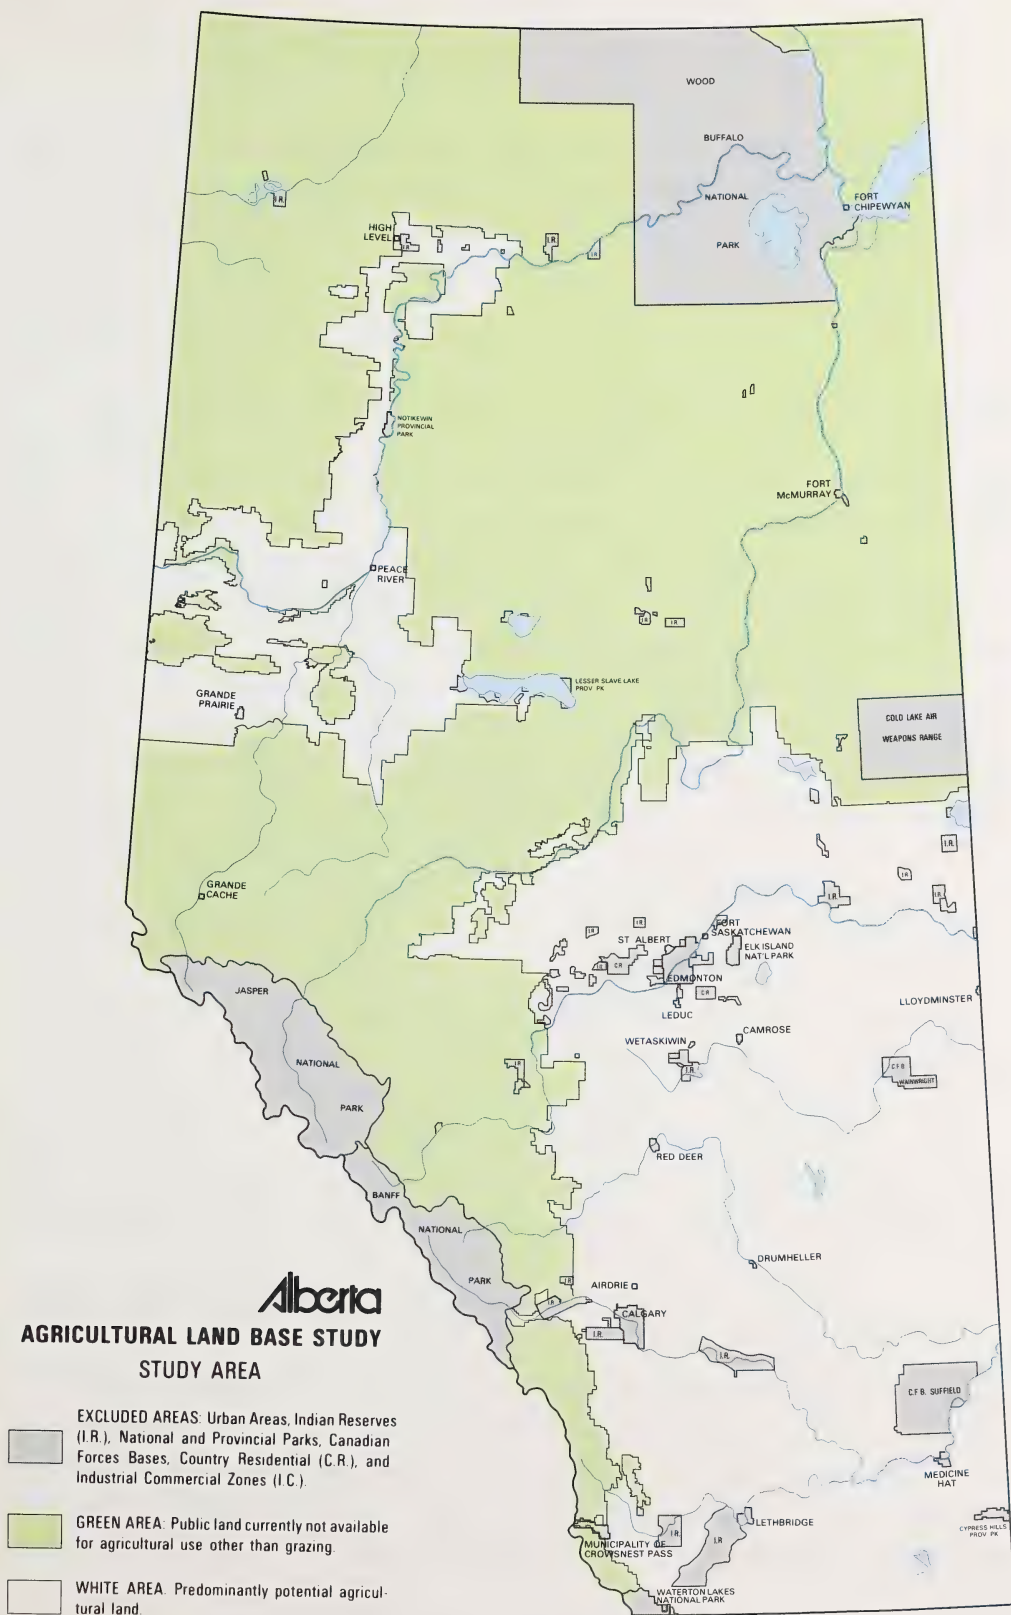 WOOD
BUFFALO
NATIONAL
PARK
FORT
CHIPEWYAN
I.R.
HIGH
LEVEL
I.R.
I.R.
I.R.
NOTIKEWIN
PROVINCIAL
PARK
FORT
McMURRAY
PEACE
RIVER
I.R.
I.R.
LESSER SLAVE LAKE
PROV PK
GRANDE
PRAIRIE
COLD LAKE AIR
WEAPONS RANGE
I.R.
I.R.
I.R.
I.R.
GRANDE
CACHE
I.R.
I.R.
FORT
SASKATCHEWAN
ST ALBERT
ELK ISLAND
NAT'L PARK
I.R.
C.R.
EDMONTON
C.R.
LEDUC
JASPER
NATIONAL
PARK
LLOYDMINSTER
CAMROSE
WETASKIWIN
I.R.
I.R.
C.F.B.
WAINWRIGHT
RED DEER
BANFF
NATIONAL
PARK
DRUMHELLER
I.R.
AIRDRIE
I.R.
CALGARY
I.R.
I.R.
C.F.B. SUFFIELD
MEDICINE
HAT
CYPRESS HILLS
PROV PK
LETHBRIDGE
I.R.
I.R.
MUNICIPALITY OF
CROWSNEST PASS
WATERTON LAKES
NATIONAL PARK
Alberta
AGRICULTURAL LAND BASE STUDY
STUDY AREA
EXCLUDED AREAS: Urban Areas, Indian Reserves
(I.R.), National and Provincial Parks, Canadian
Forces Bases, Country Residential (C.R.), and
Industrial Commercial Zones (I.C.).
GREEN AREA: Public land currently not available
for agricultural use other than grazing.
WHITE AREA. Predominantly potential agricul-
tural land.